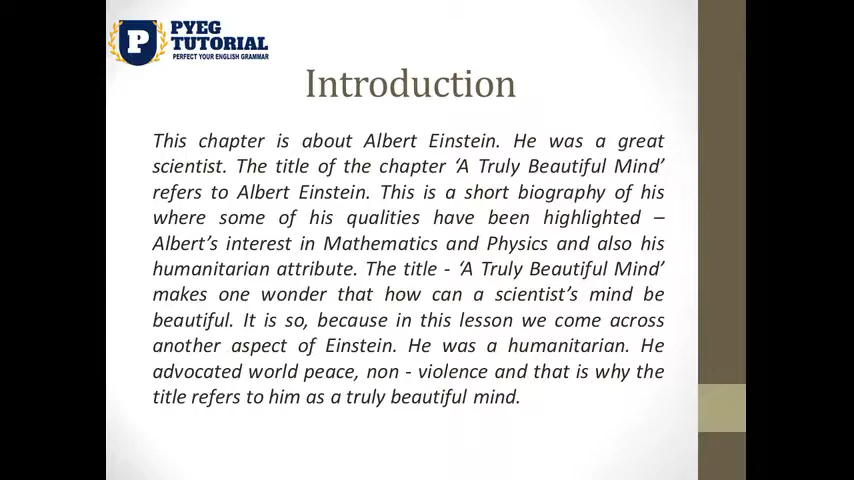 P
PYEG
TUTORIAL
PERFECT YOUR ENGLISH GRAMMAR
Introduction
This chapter is about Albert Einstein. He was a great
scientist. The title of the chapter ‘A Truly Beautiful Mind’
refers to Albert Einstein. This is a short biography of his
where some of his qualities have been highlighted –
Albert’s interest in Mathematics and Physics and also his
humanitarian attribute. The title - ‘A Truly Beautiful Mind’
makes one wonder that how can a scientist’s mind be
beautiful. It is so, because in this lesson we come across
another aspect of Einstein. He was a humanitarian. He
advocated world peace, non - violence and that is why the
title refers to him as a truly beautiful mind.